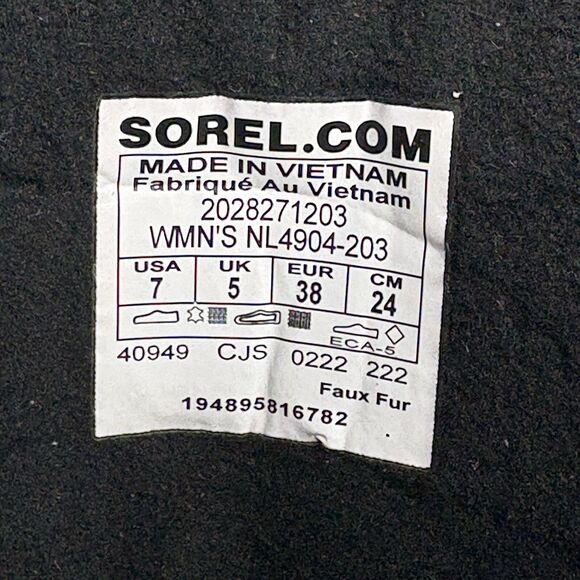 SOREL.COM
MADE IN VIETNAM
Fabriqué Au Vietnam
2028271203
WMN'S NL4904-203
USA UK EUR CM
7 5 38 24
ECA-5
40949 CJS 0222 222
Faux Fur
194895816782